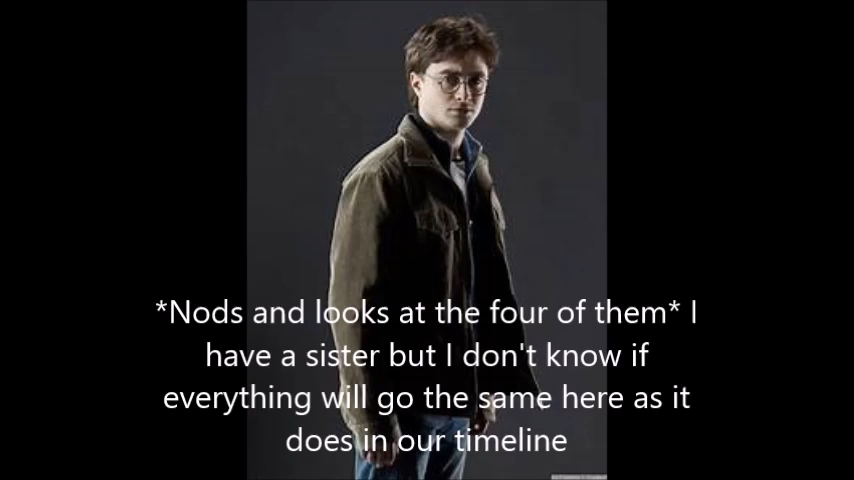 *Nods and looks at the four of them* I
have a sister but I don't know if
everything will go the same here as it
does in our timeline